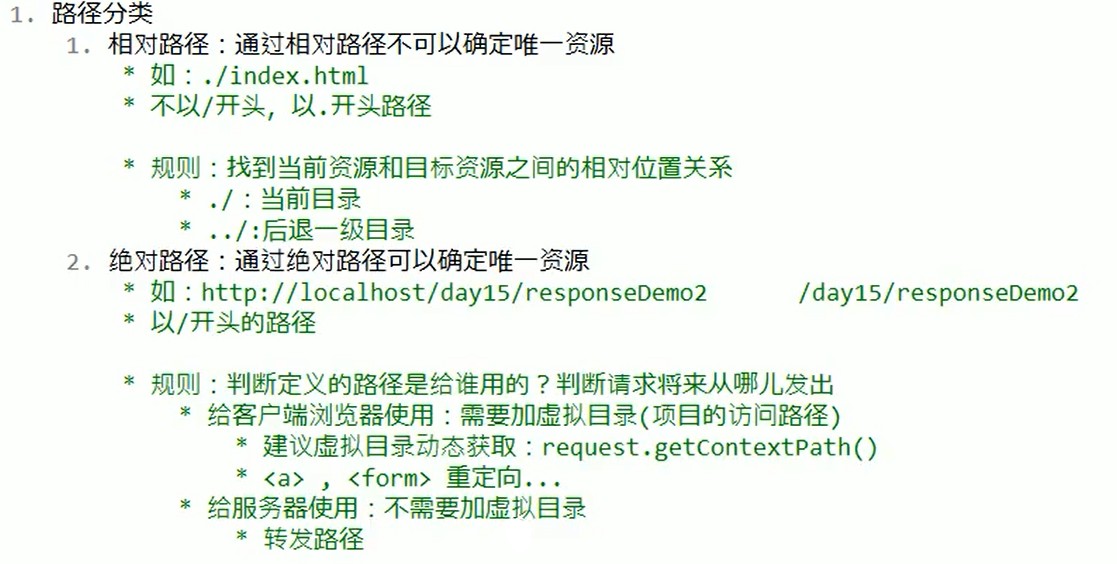 1. 路径分类
1. 相对路径：通过相对路径不可以确定唯一资源
* 如：./index.html
* 不以/开头，以.开头路径
* 规则：找到当前资源和目标资源之间的相对位置关系
* ./：当前目录
* ../:后退一级目录
2. 绝对路径：通过绝对路径可以确定唯一资源
* 如：http://localhost/day15/responseDemo2 /day15/responseDemo2
* 以/开头的路径
* 规则：判断定义的路径是给谁用的？判断请求将来从哪儿发出
* 给客户端浏览器使用：需要加虚拟目录(项目的访问路径)
* 建议虚拟目录动态获取：request.getContextPath()
* <a> , <form> 重定向...
* 给服务器使用：不需要加虚拟目录
* 转发路径